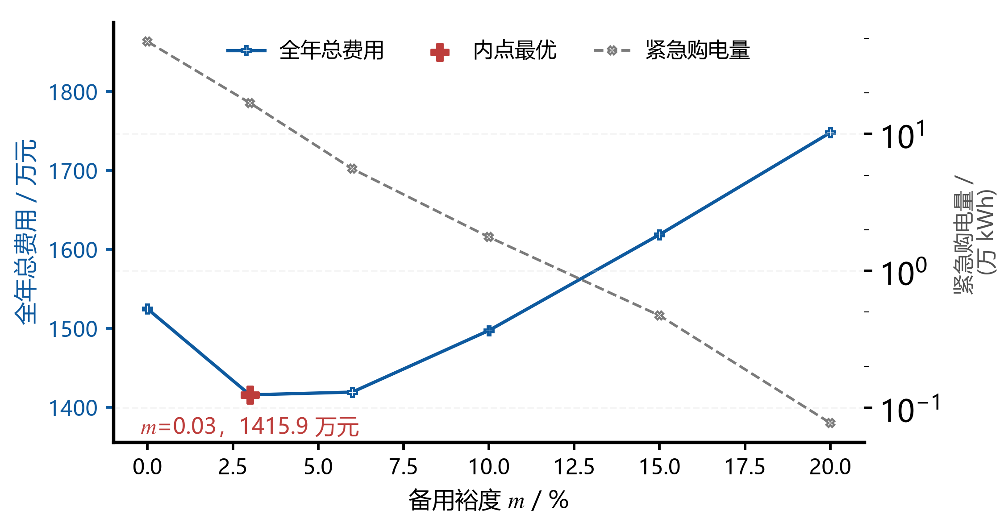 全年总费用 内点最优 紧急购电量
1800
1700
1600
1500
1400
全年总费用 / 万元
10¹
10⁰
10⁻¹
紧急购电量 /
(万 kWh)
m=0.03，1415.9 万元
0.0 2.5 5.0 7.5 10.0 12.5 15.0 17.5 20.0
备用裕度 m / %